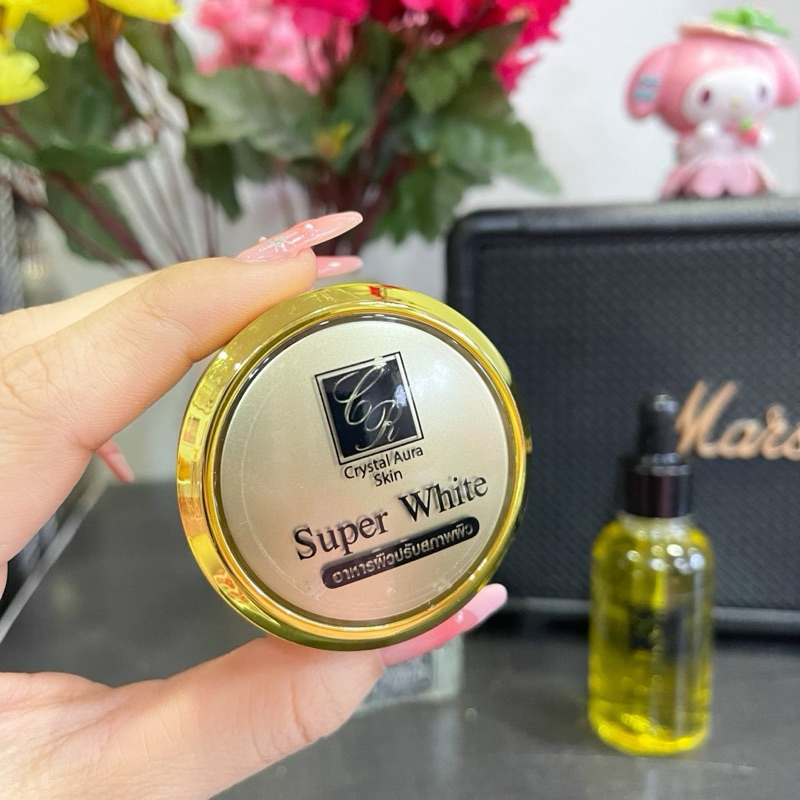 CR
Crystal Aura
Skin
Super White
อาหารผิวปรับสภาพผิว
Mars